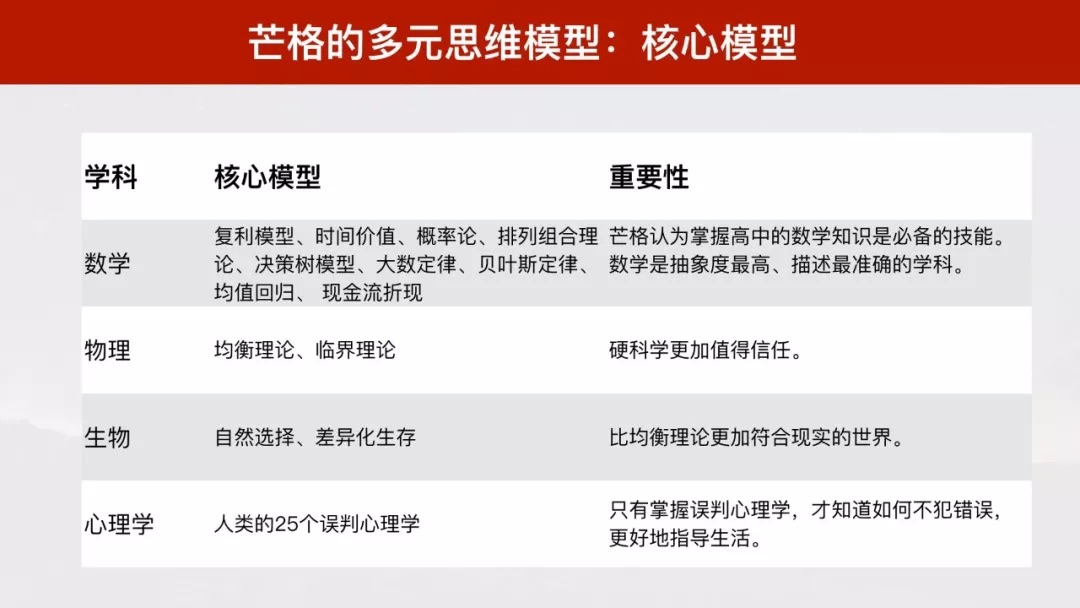 芒格的多元思维模型：核心模型
学科 核心模型 重要性
数学
复利模型、时间价值、概率论、排列组合理
论、决策树模型、大数定律、贝叶斯定律、
均值回归、 现金流折现
芒格认为掌握高中的数学知识是必备的技能。
数学是抽象度最高、描述最准确的学科。
物理
均衡理论、临界理论
硬科学更加值得信任。
生物
自然选择、差异化生存
比均衡理论更加符合现实的世界。
心理学
人类的25个误判心理学
只有掌握误判心理学，才知道如何不犯错误，
更好地指导生活。